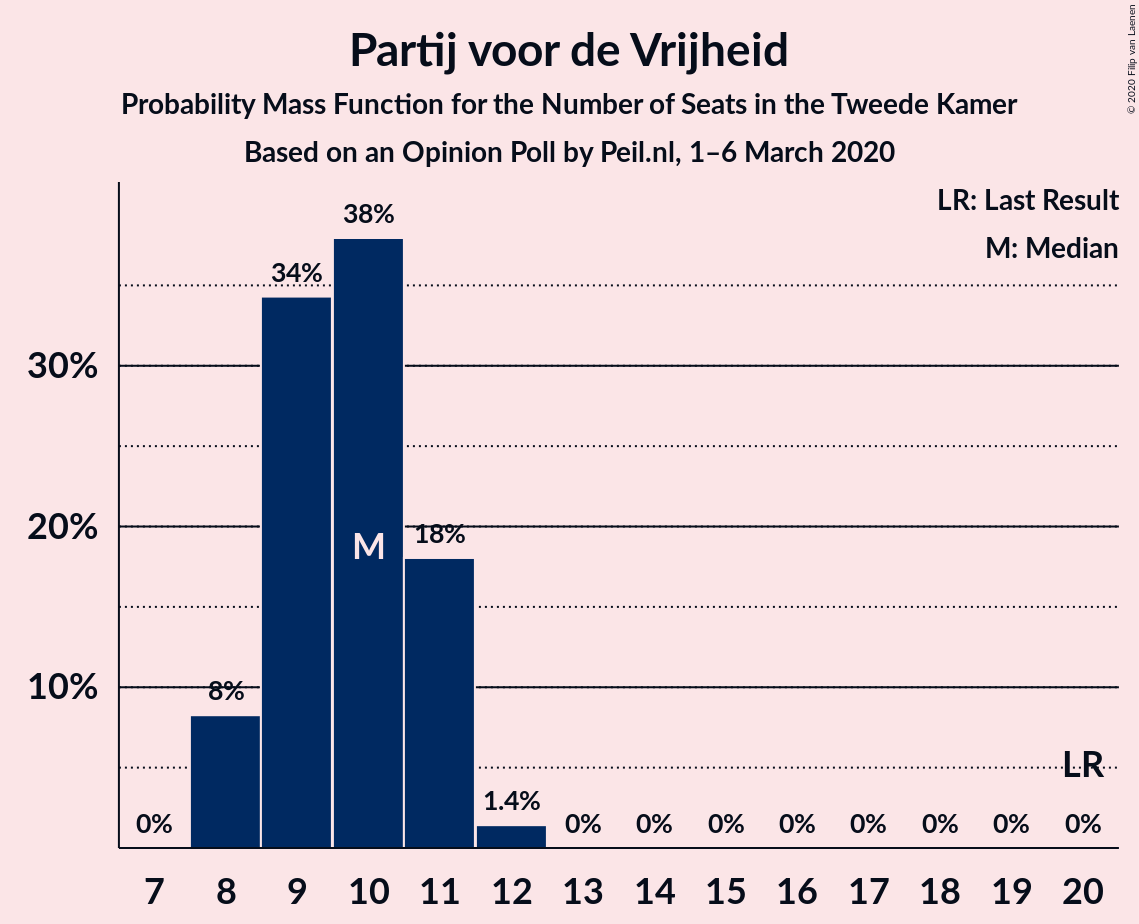 Partij voor de Vrijheid
Probability Mass Function for the Number of Seats in the Tweede Kamer
Based on an Opinion Poll by Peil.nl, 1–6 March 2020
© 2020 Filip van Laenen
LR: Last Result
M: Median
38%
34%
30%
20%
18%
M
10%
8%
LR
1.4%
0% 0% 0% 0% 0% 0% 0% 0% 0%
7 8 9 10 11 12 13 14 15 16 17 18 19 20